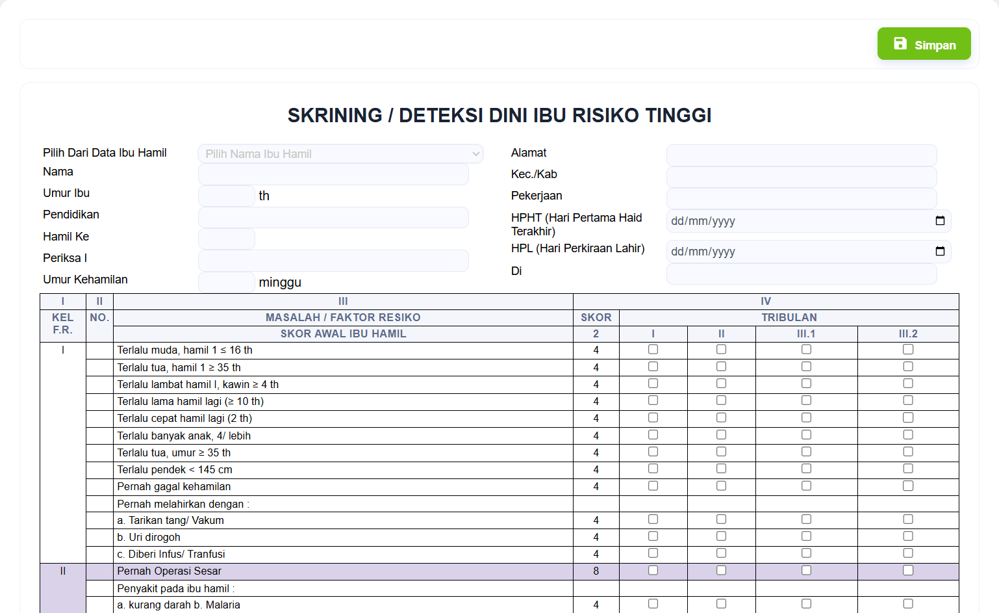 Simpan
SKRINING / DETEKSI DINI IBU RISIKO TINGGI
Pilih Dari Data Ibu Hamil Pilih Nama Ibu Hamil
Nama
Umur Ibu th
Pendidikan
Hamil Ke
Periksa I
Umur Kehamilan minggu
Alamat
Kec./Kab
Pekerjaan
HPHT (Hari Pertama Haid
Terakhir) dd/mm/yyyy
HPL (Hari Perkiraan Lahir) dd/mm/yyyy
Di
I II III IV
KEL F.R. NO. MASALAH / FAKTOR RESIKO SKOR TRIBULAN
SKOR AWAL IBU HAMIL 2 I II III.1 III.2
I Terlalu muda, hamil 1 ≤ 16 th 4
Terlalu tua, hamil 1 ≥ 35 th 4
Terlalu lambat hamil I, kawin ≥ 4 th 4
Terlalu lama hamil lagi (≥ 10 th) 4
Terlalu cepat hamil lagi (2 th) 4
Terlalu banyak anak, 4/ lebih 4
Terlalu tua, umur ≥ 35 th 4
Terlalu pendek < 145 cm 4
Pernah gagal kehamilan 4
Pernah melahirkan dengan :
a. Tarikan tang/ Vakum 4
b. Uri dirogoh 4
c. Diberi Infus/ Tranfusi 4
II Pernah Operasi Sesar 8
Penyakit pada ibu hamil :
a. kurang darah b. Malaria 4